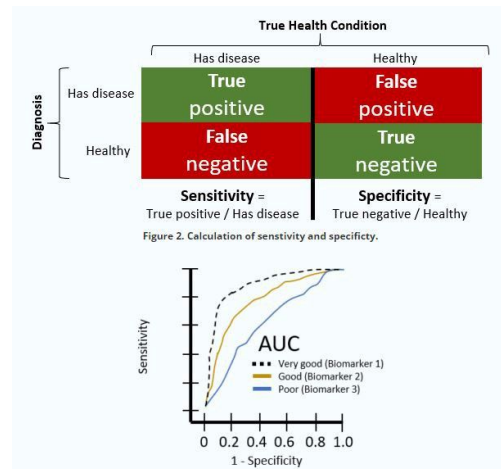 True Health Condition
Has disease Healthy
Diagnosis
Has disease
True
positive
False
positive
Healthy
False
negative
True
negative
Sensitivity =
True positive / Has disease
Specificity =
True negative / Healthy
Figure 2. Calculation of senstivity and specificty.
Sensitivity
AUC
Very good (Biomarker 1)
Good (Biomarker 2)
Poor (Biomarker 3)
0 0.2 0.4 0.6 0.8 1.0
1 - Specificity